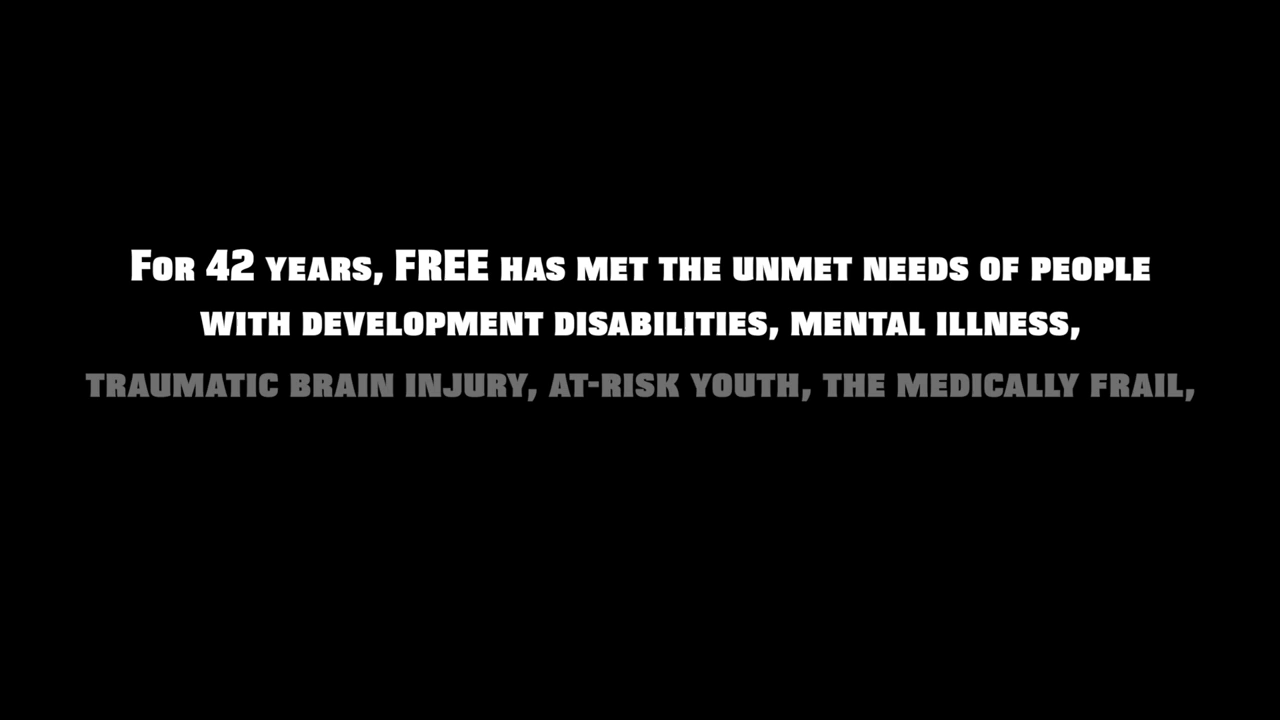 For 42 years, FREE has met the unmet needs of people
with development disabilities, mental illness,
traumatic brain injury, at-risk youth, the medically frail,